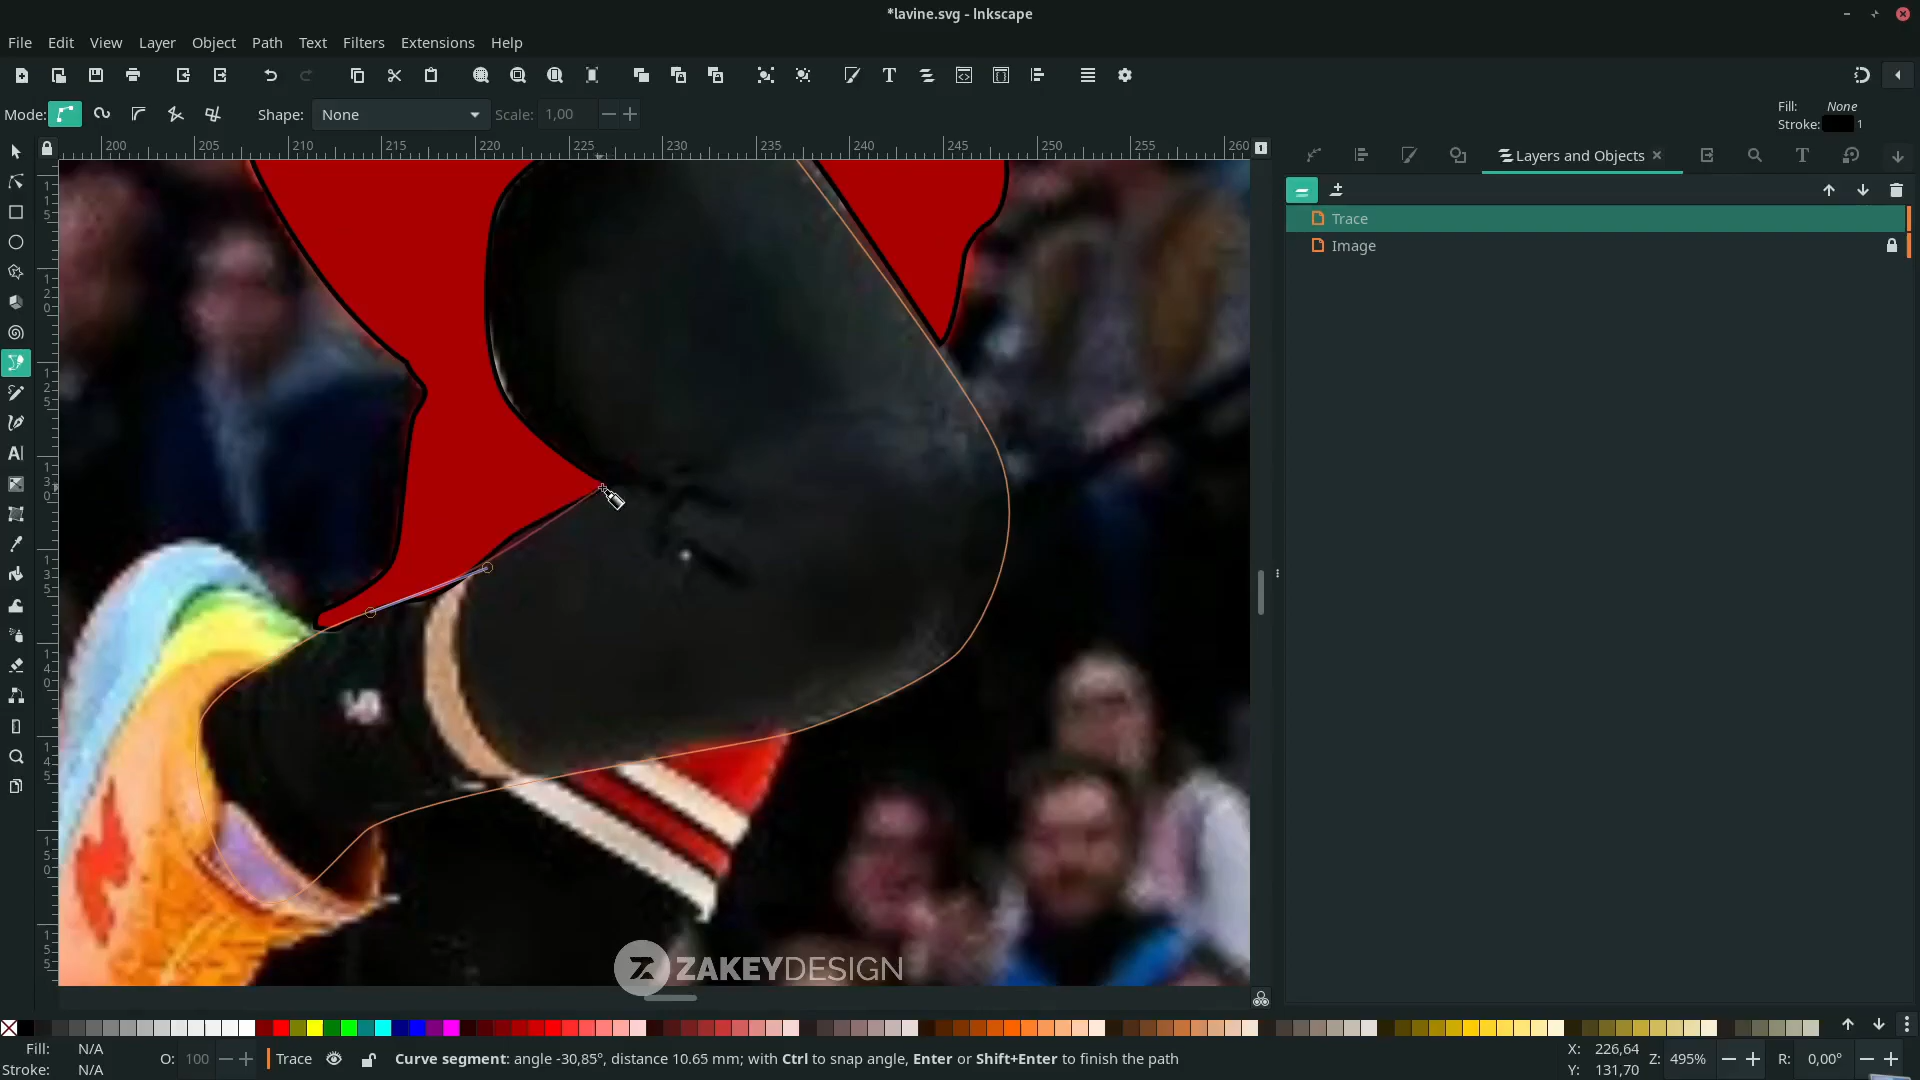 *lavine.svg - Inkscape
File Edit View Layer Object Path Text Filters Extensions Help
Mode: Shape: None Scale: 1,00
Fill: None
Stroke: 1
200 205 210 215 220 225 230 235 240 245 250 255 260
Layers and Objects
Trace
Image
S
ZAKEYDESIGN
Fill: N/A
Stroke: N/A
O: 100
Trace
Curve segment: angle -30,85°, distance 10.65 mm; with Ctrl to snap angle, Enter or Shift+Enter to finish the path
X: 226,64
Y: 131,70
Z: 495%
R: 0,00°